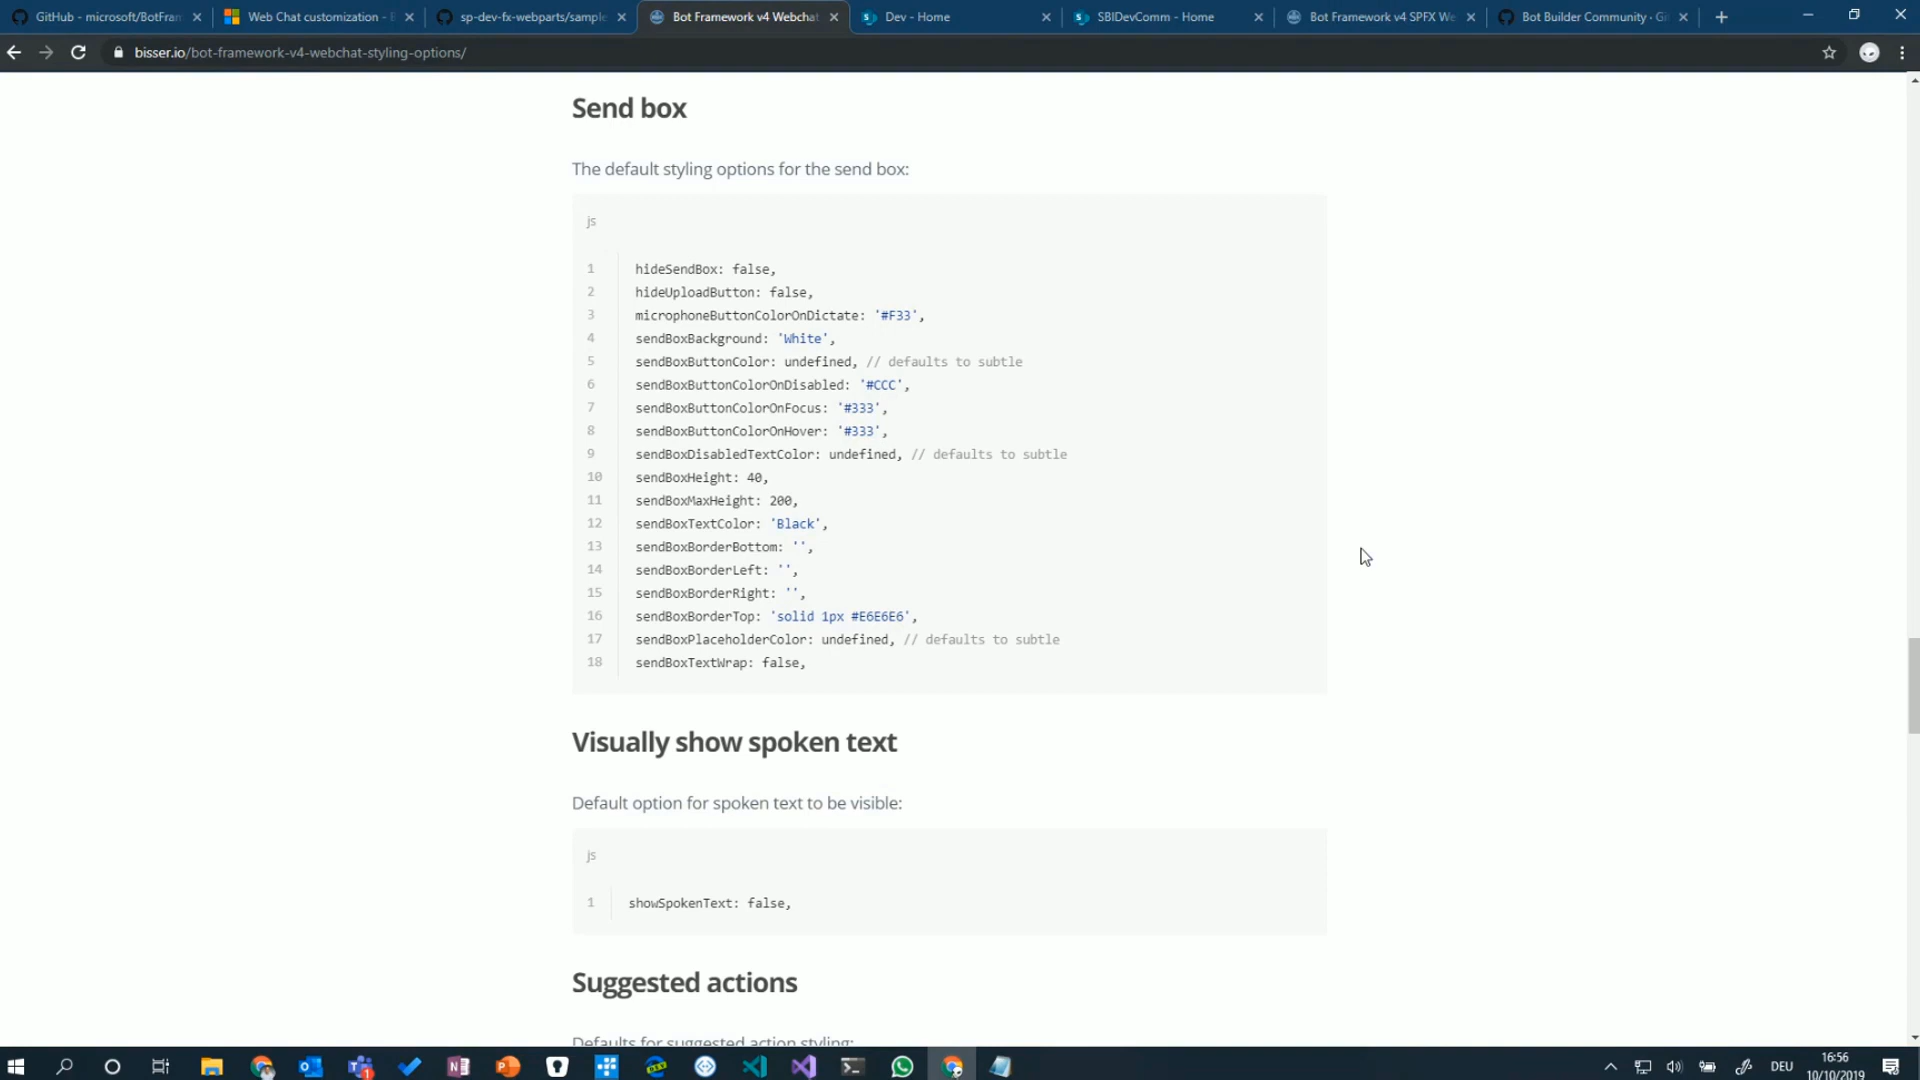 GitHub - microsoft/BotFran
Web Chat customization - E
sp-dev-fx-webparts/sample
Bot Framework v4 Webchat
Dev - Home
SBIDevComm - Home
Bot Framework v4 SPFX We
Bot Builder Community · Gi
bisser.io/bot-framework-v4-webchat-styling-options/
Send box
The default styling options for the send box:
js
1 hideSendBox: false,
2 hideUploadButton: false,
3 microphoneButtonColorOnDictate: '#F33',
4 sendBoxBackground: 'White',
5 sendBoxButtonColor: undefined, // defaults to subtle
6 sendBoxButtonColorOnDisabled: '#CCC',
7 sendBoxButtonColorOnFocus: '#333',
8 sendBoxButtonColorOnHover: '#333',
9 sendBoxDisabledTextColor: undefined, // defaults to subtle
10 sendBoxHeight: 40,
11 sendBoxMaxHeight: 200,
12 sendBoxTextColor: 'Black',
13 sendBoxBorderBottom: '',
14 sendBoxBorderLeft: '',
15 sendBoxBorderRight: '',
16 sendBoxBorderTop: 'solid 1px #E6E6E6',
17 sendBoxPlaceholderColor: undefined, // defaults to subtle
18 sendBoxTextWrap: false,
Visually show spoken text
Default option for spoken text to be visible:
js
1 showSpokenText: false,
Suggested actions
Defaults for suggested action styling:
DEU
16:56
10/10/2019